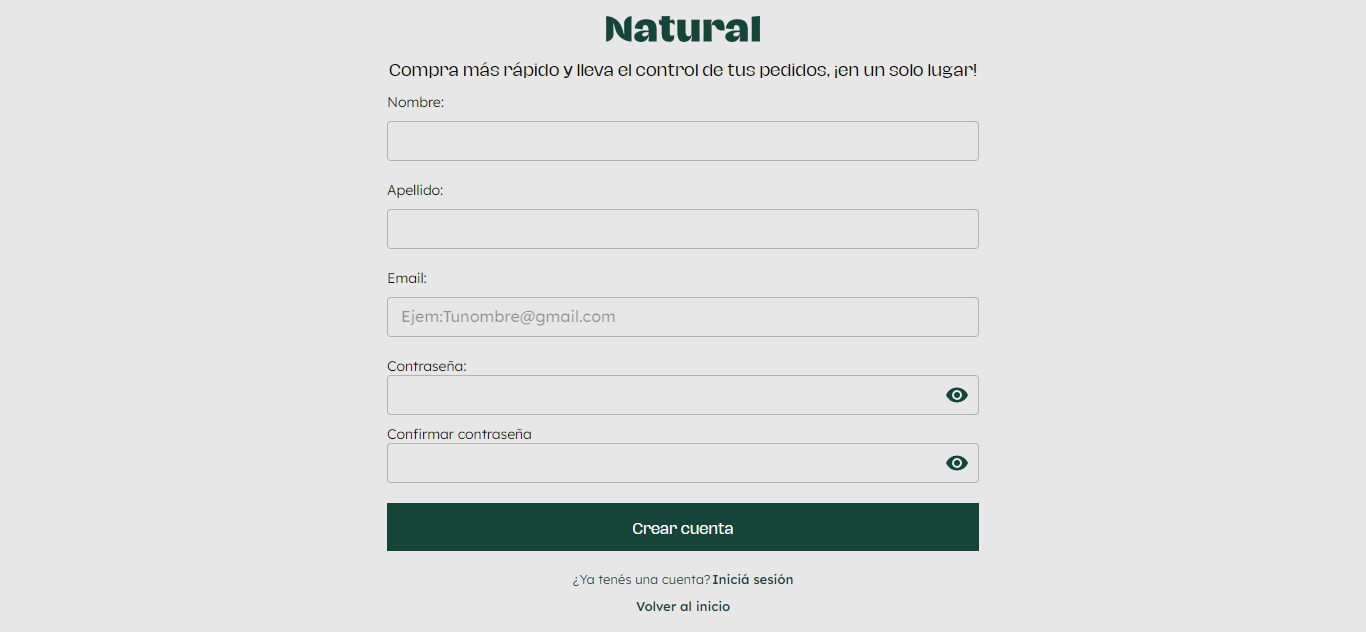 Natural
Compra más rápido y lleva el control de tus pedidos, ¡en un solo lugar!
Nombre:
Apellido:
Email:
Ejem:Tunombre@gmail.com
Contraseña:
Confirmar contraseña
Crear cuenta
¿Ya tenés una cuenta? Iniciá sesión
Volver al inicio